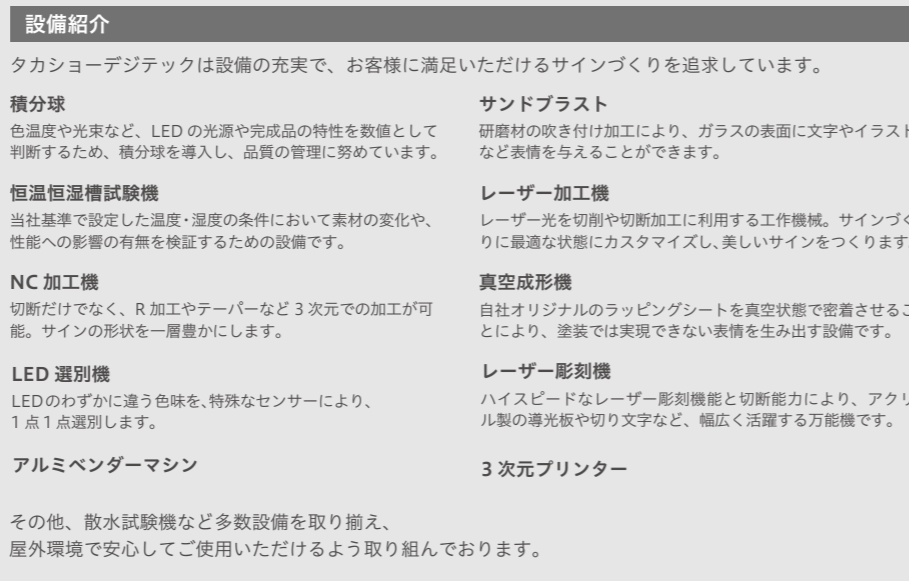 設備紹介
タカショーデジテックは設備の充実で、お客様に満足いただけるサインづくりを追求しています。
積分球
色温度や光束など、LED の光源や完成品の特性を数値として
判断するため、積分球を導入し、品質の管理に努めています。
恒温恒湿槽試験機
当社基準で設定した温度・湿度の条件において素材の変化や、
性能への影響の有無を検証するための設備です。
NC 加工機
切断だけでなく、R 加工やテーパーなど 3 次元での加工が可
能。サインの形状を一層豊かにします。
LED 選別機
LEDのわずかに違う色味を、特殊なセンサーにより、
1 点 1 点選別します。
アルミベンダーマシン
サンドブラスト
研磨材の吹き付け加工により、ガラスの表面に文字やイラスト
など表情を与えることができます。
レーザー加工機
レーザー光を切削や切断加工に利用する工作機械。サインづく
りに最適な状態にカスタマイズし、美しいサインをつくります
真空成形機
自社オリジナルのラッピングシートを真空状態で密着させるこ
とにより、塗装では実現できない表情を生み出す設備です。
レーザー彫刻機
ハイスピードなレーザー彫刻機能と切断能力により、アクリ
ル製の導光板や切り文字など、幅広く活躍する万能機です。
3 次元プリンター
その他、散水試験機など多数設備を取り揃え、
屋外環境で安心してご使用いただけるよう取り組んでおります。